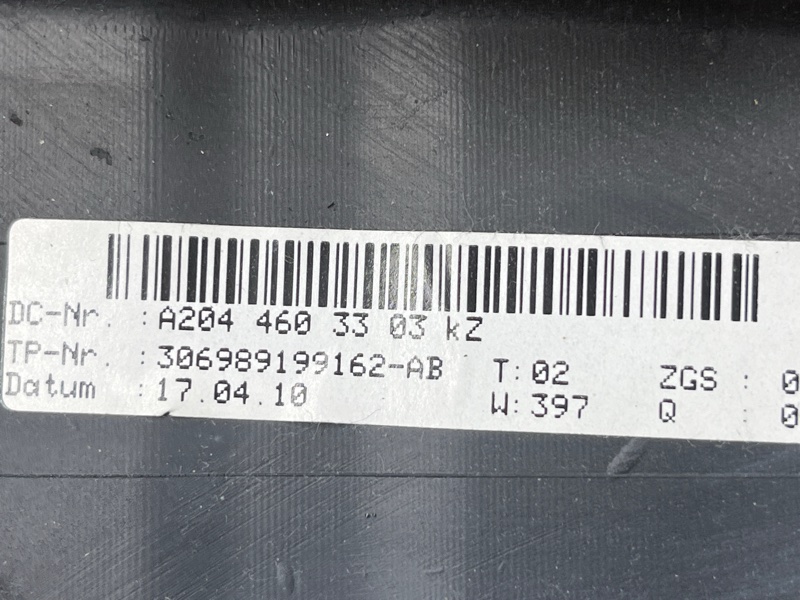 DC-Nr. : A204 460 33 03 kZ
TP-Nr. : 306989199162-AB T: 02 ZGS : 0
Datum : 17.04.10 W: 397 Q : 0